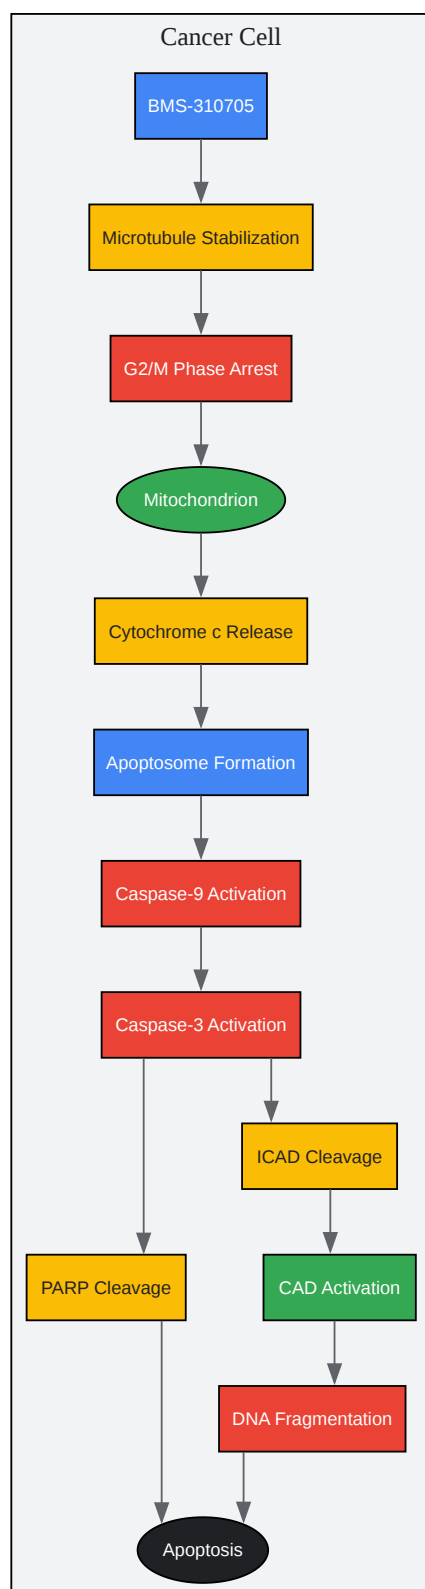 Cancer Cell
BMS-310705
Microtubule Stabilization
G2/M Phase Arrest
Mitochondrion
Cytochrome c Release
Apoptosome Formation
Caspase-9 Activation
Caspase-3 Activation
ICAD Cleavage
PARP Cleavage
CAD Activation
DNA Fragmentation
Apoptosis